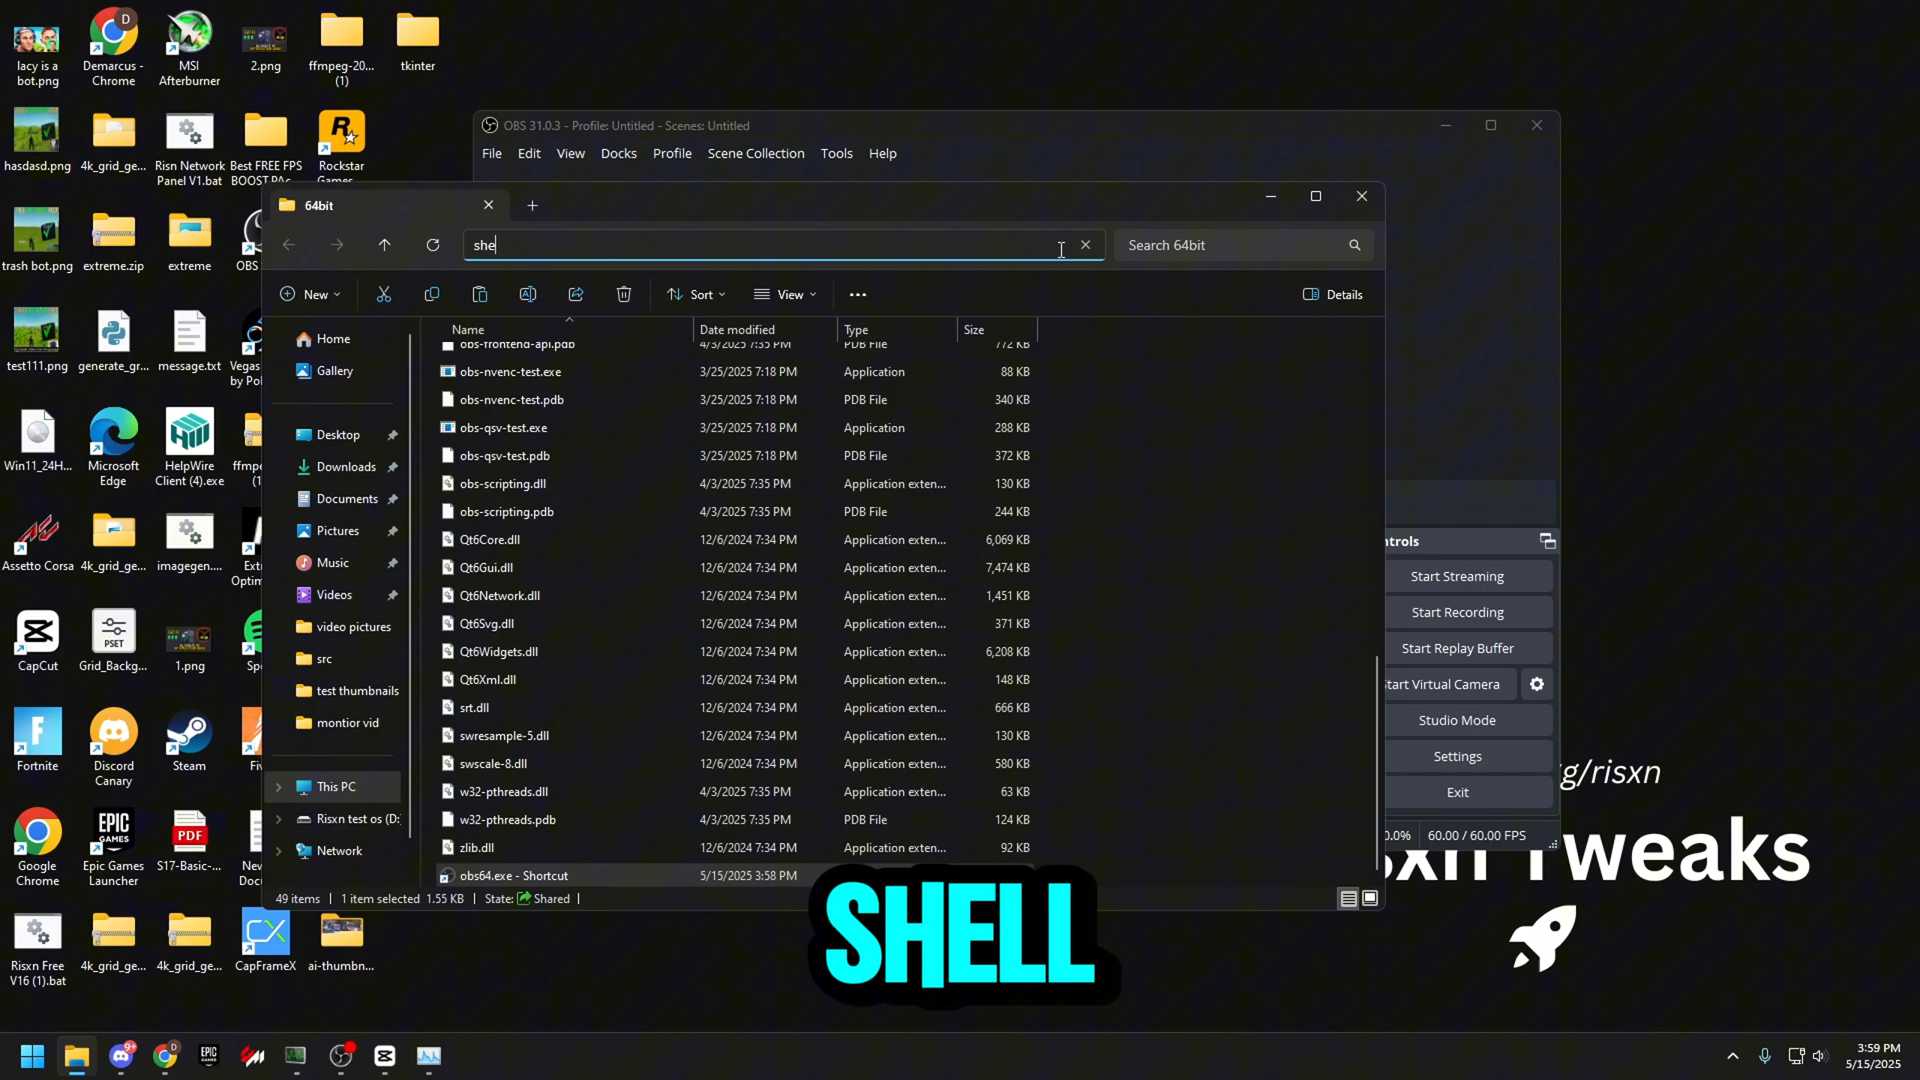 lacy is a
bot.png
Demarcus -
Chrome
D
MSI
Afterburner
2.png
ffmpeg-20...
(1)
tkinter
hasdasd.png
4k_grid_ge...
Risn Network
Panel V1.bat
Best FREE FPS
BOOST PAc
Rockstar
Games
trash bot.png
extreme.zip
extreme
OBS
test111.png
generate_gr...
message.txt
Vegas
by Pol
Win11_24H...
Microsoft
Edge
HelpWire
Client (4).exe
ffmpe
(1
Assetto Corsa
4k_grid_ge...
imagegen....
Extr
Optim
CapCut
PSET
Grid_Backg...
1.png
Sp
Fortnite
Discord
Canary
Steam
Fiv
Google
Chrome
EPIC
GAMES
Epic Games
Launcher
PDF
S17-Basic-...
New
Docu
Risxn Free
V16 (1).bat
4k_grid_ge...
4k_grid_ge...
CapFrameX
ai-thumbn...
OBS 31.0.3 - Profile: Untitled - Scenes: Untitled
File Edit View Docks Profile Scene Collection Tools Help
64bit
she
Search 64bit
New
Sort
View
Details
Home
Gallery
Desktop
Downloads
Documents
Pictures
Music
Videos
video pictures
src
test thumbnails
montior vid
This PC
Risxn test os (D:
Network
Name Date modified Type Size
obs-frontend-api.pdb 4/3/2025 7:35 PM PDB File 772 KB
obs-nvenc-test.exe 3/25/2025 7:18 PM Application 88 KB
obs-nvenc-test.pdb 3/25/2025 7:18 PM PDB File 340 KB
obs-qsv-test.exe 3/25/2025 7:18 PM Application 288 KB
obs-qsv-test.pdb 3/25/2025 7:18 PM PDB File 372 KB
obs-scripting.dll 4/3/2025 7:35 PM Application exten... 130 KB
obs-scripting.pdb 4/3/2025 7:35 PM PDB File 244 KB
Qt6Core.dll 12/6/2024 7:34 PM Application exten... 6,069 KB
Qt6Gui.dll 12/6/2024 7:34 PM Application exten... 7,474 KB
Qt6Network.dll 12/6/2024 7:34 PM Application exten... 1,451 KB
Qt6Svg.dll 12/6/2024 7:34 PM Application exten... 371 KB
Qt6Widgets.dll 12/6/2024 7:34 PM Application exten... 6,208 KB
Qt6Xml.dll 12/6/2024 7:34 PM Application exten... 148 KB
srt.dll 12/6/2024 7:34 PM Application exten... 666 KB
swresample-5.dll 12/6/2024 7:34 PM Application exten... 130 KB
swscale-8.dll 12/6/2024 7:34 PM Application exten... 580 KB
w32-pthreads.dll 4/3/2025 7:35 PM Application exten... 63 KB
w32-pthreads.pdb 4/3/2025 7:35 PM PDB File 124 KB
zlib.dll 12/6/2024 7:34 PM Application exten... 92 KB
obs64.exe - Shortcut 5/15/2025 3:58 PM
49 items 1 item selected 1.55 KB State: Shared
ntrols
Start Streaming
Start Recording
Start Replay Buffer
Start Virtual Camera
Studio Mode
Settings
Exit
0.0% 60.00 / 60.00 FPS
g/risxn
sxn Tweaks
SHELL
9+
D
EPIC
GAMES
3:59 PM
5/15/2025